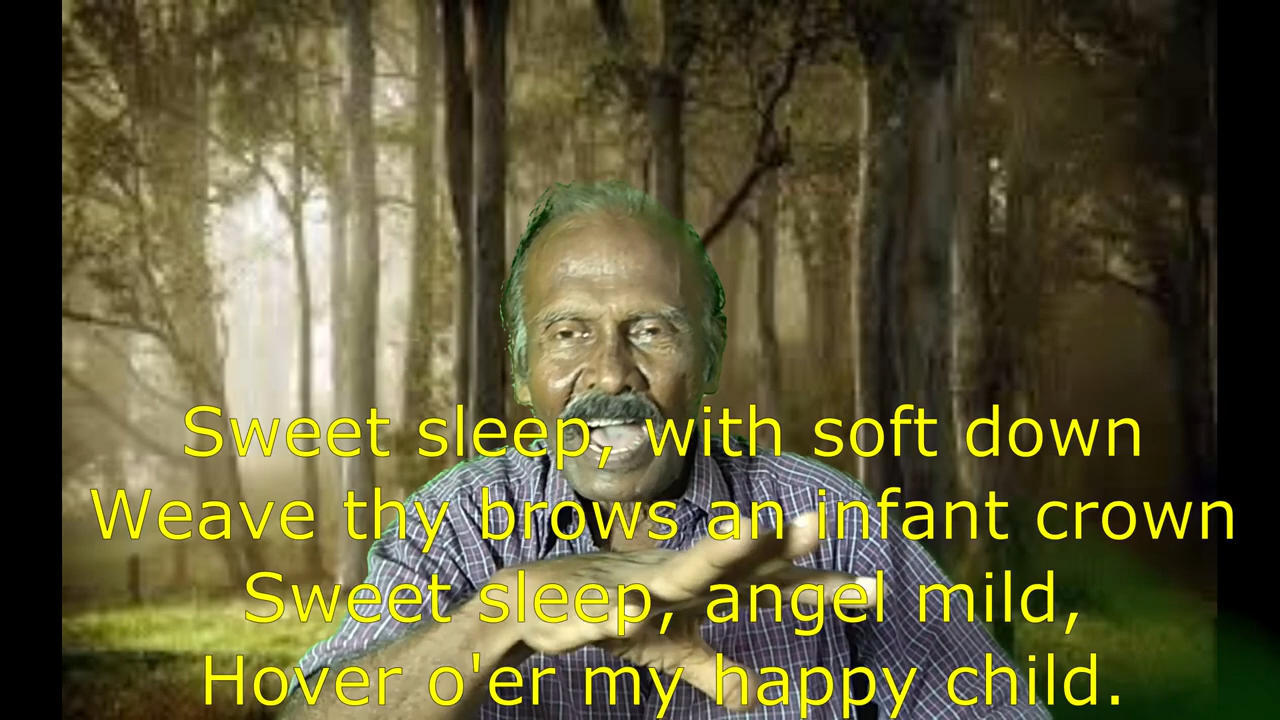 Sweet sleep, with soft down
Weave thy brows an infant crown
Sweet sleep, angel mild,
Hover o'er my happy child.